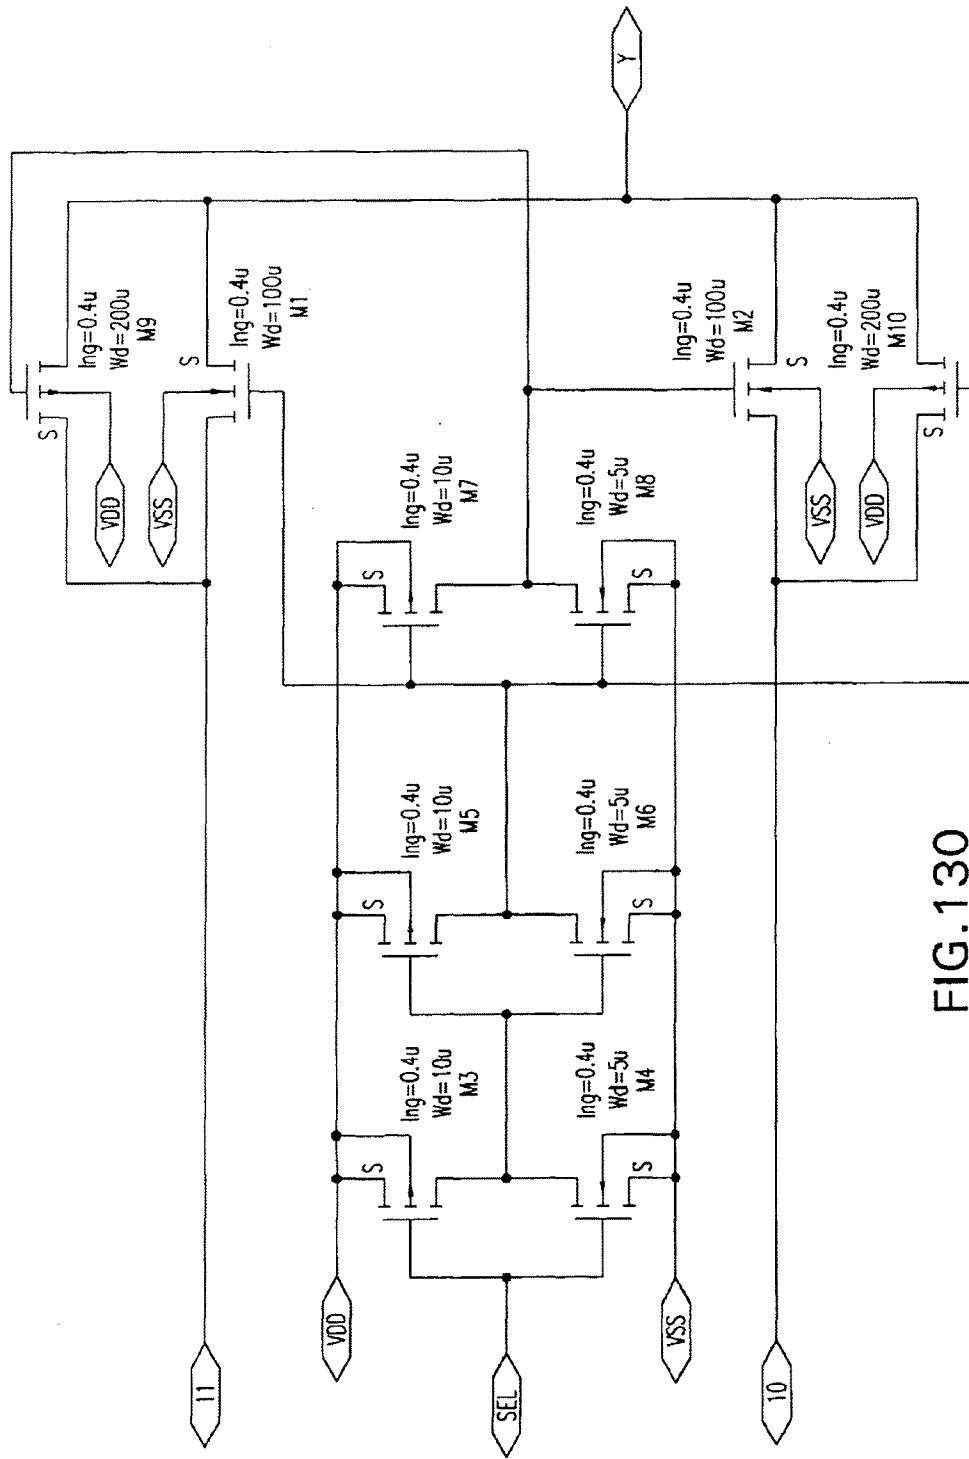 S
lng=0.4u
Wd=200u
M9
VDD
VSS
S
lng=0.4u
Wd=100u
M1
I1
VDD
S
lng=0.4u
Wd=10u
M3
S
lng=0.4u
Wd=10u
M5
S
lng=0.4u
Wd=10u
M7
SEL
lng=0.4u
Wd=5u
M4
S
lng=0.4u
Wd=5u
M6
S
lng=0.4u
Wd=5u
M8
S
Y
VSS
lng=0.4u
Wd=100u
M2
S
I0
VSS
VDD
lng=0.4u
Wd=200u
M10
S
FIG.130